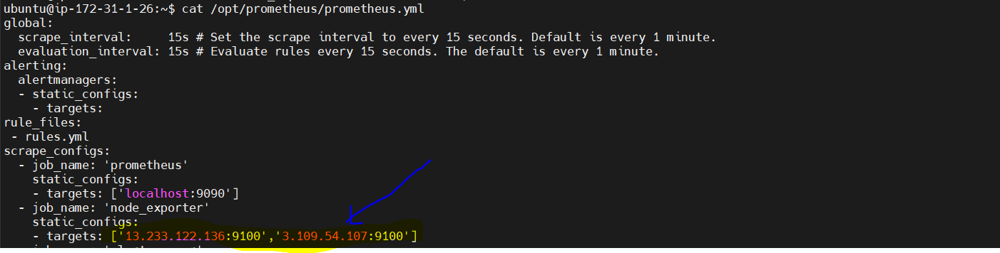 ubuntu@ip-172-31-1-26:~$ cat /opt/prometheus/prometheus.yml
global:
  scrape_interval:     15s # Set the scrape interval to every 15 seconds. Default is every 1 minute.
  evaluation_interval: 15s # Evaluate rules every 15 seconds. The default is every 1 minute.
alerting:
  alertmanagers:
  - static_configs:
    - targets:
rule_files:
 - rules.yml
scrape_configs:
  - job_name: 'prometheus'
    static_configs:
    - targets: ['localhost:9090']
  - job_name: 'node_exporter'
    static_configs:
    - targets: ['13.233.122.136:9100','3.109.54.107:9100']